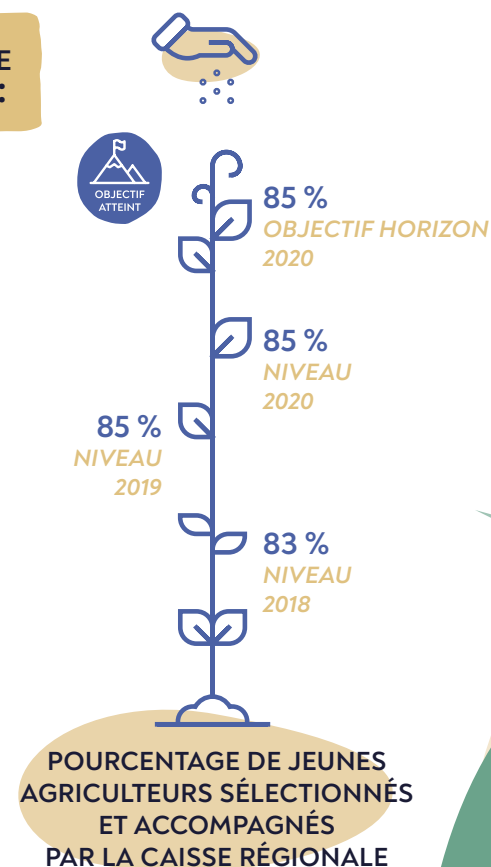 E
:
OBJECTIF
ATTEINT
85 %
OBJECTIF HORIZON
2020
85 %
NIVEAU
2020
85 %
NIVEAU
2019
83 %
NIVEAU
2018
POURCENTAGE DE JEUNES
AGRICULTEURS SÉLECTIONNÉS
ET ACCOMPAGNÉS
PAR LA CAISSE RÉGIONALE